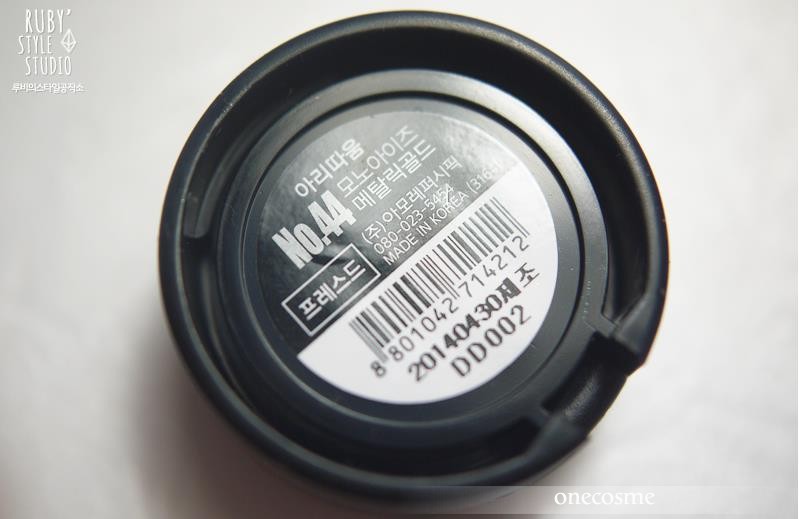 RUBY'
STYLE
STUDIO
루비의스타일공작소
아리따움
No.44 모노아이즈
메탈릭골드
(주)아모레퍼시픽
080-023-5454
MADE IN KOREA (3165)
프레스드
8 801042 714212
20140430제조
DD002
onecosme